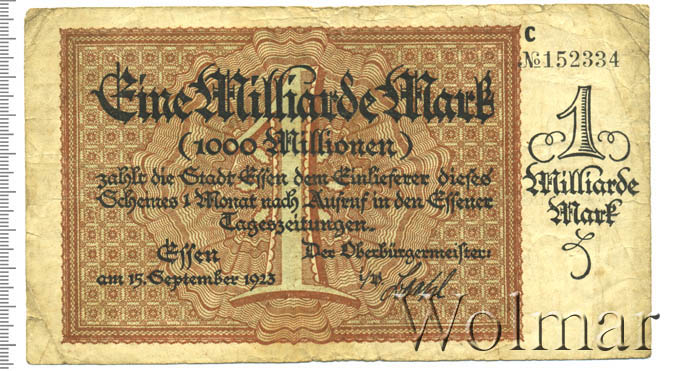 C
№152334
Eine Milliarde Mark
(1000 Millionen)
zahlt die Stadt Essen dem Einlieferer dieses
Scheines 1 Monat nach Aufruf in den Essener
Tageszeitungen.
Essen
am 15. September 1923
Der Oberbürgermeister:
i/v
1
Milliarde
Mark
Wolmar